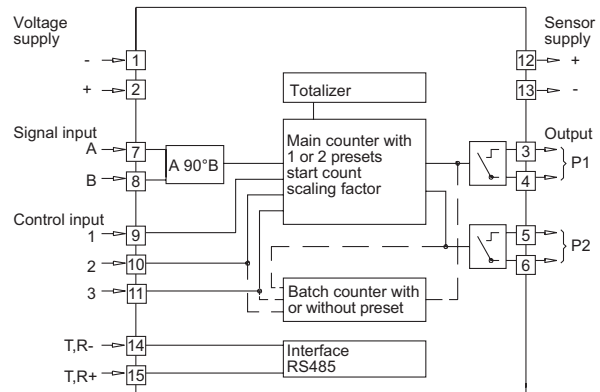 Voltage supply
- 1
+ 2
Signal input
A 7
B 8
A 90°B
Control input
1 9
2 10
3 11
T,R- 14
T,R+ 15
Totalizer
Main counter with
1 or 2 presets
start count
scaling factor
Batch counter with
or without preset
Interface
RS485
Sensor
supply
12 +
13 -
Output
3
4
P1
5
6
P2